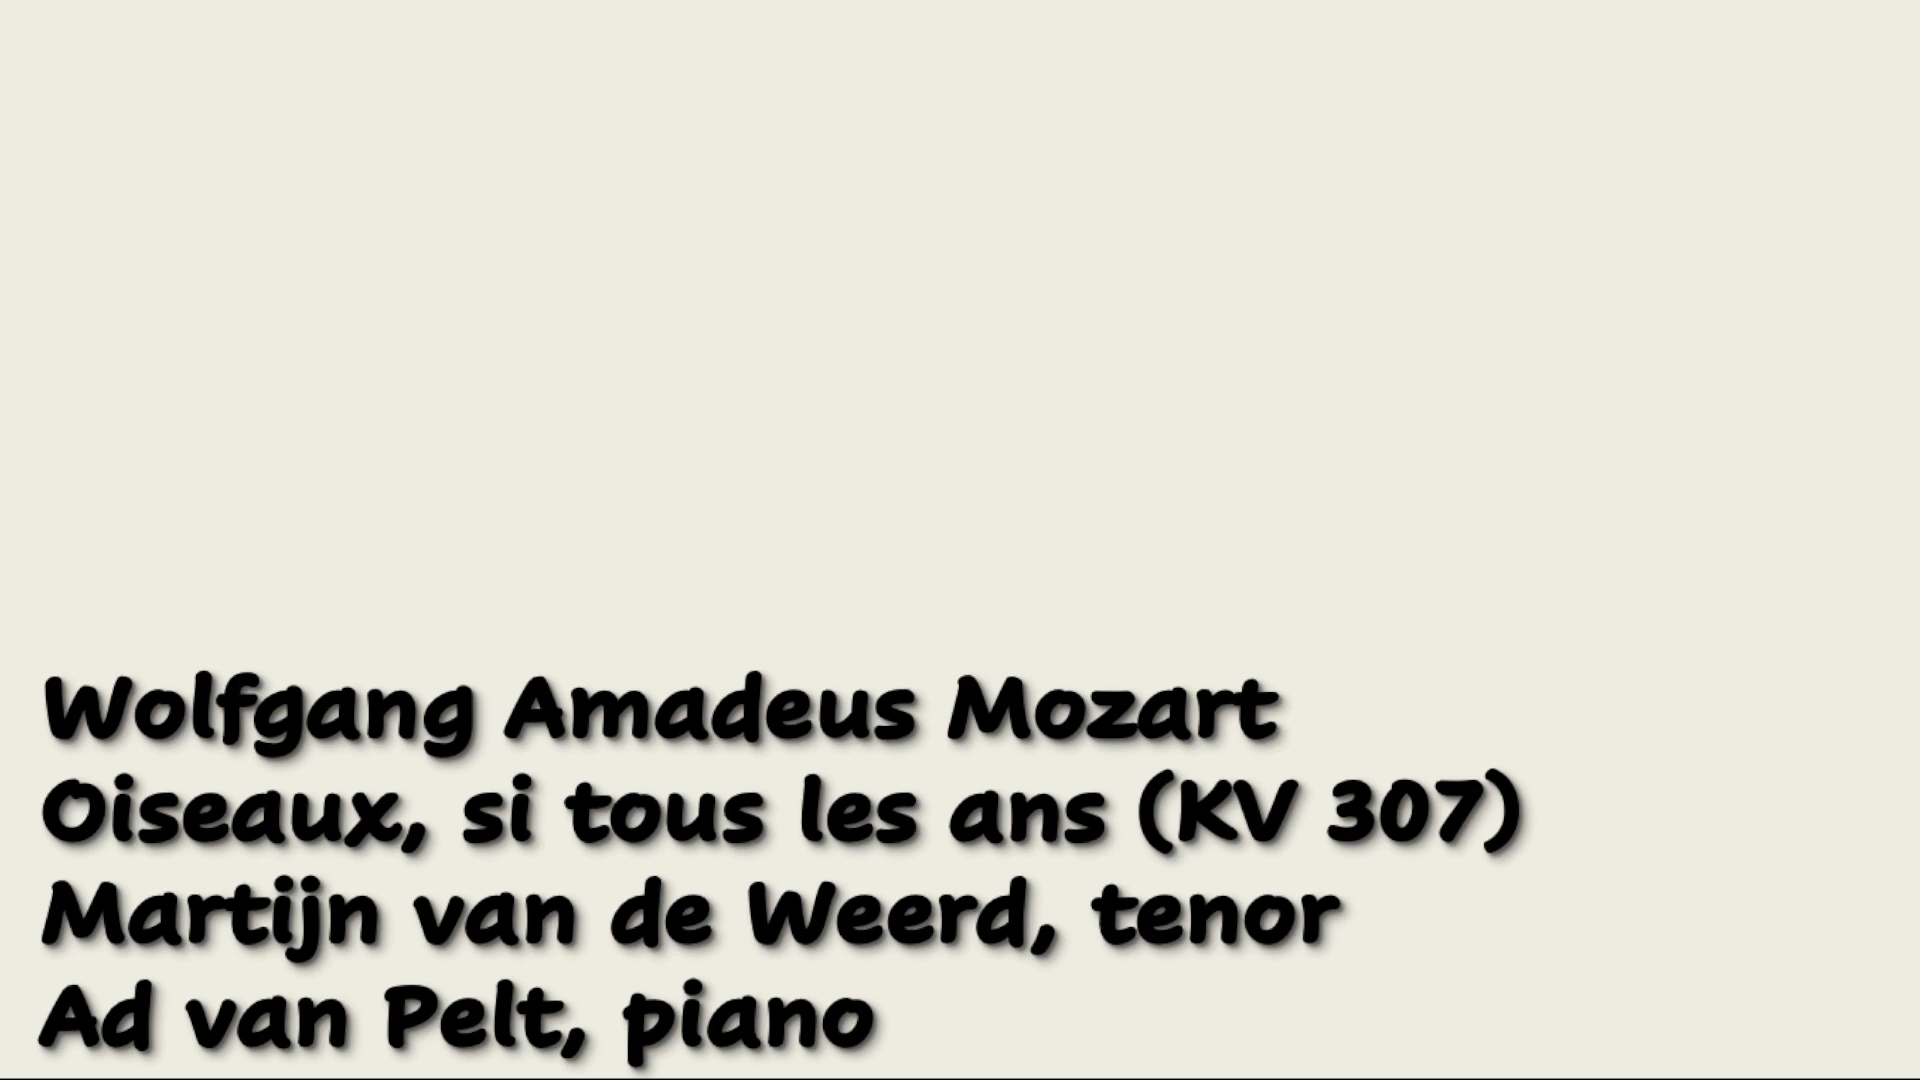 Wolfgang Amadeus Mozart
Oiseaux, si tous les ans (KV 307)
Martijn van de Weerd, tenor
Ad van Pelt, piano